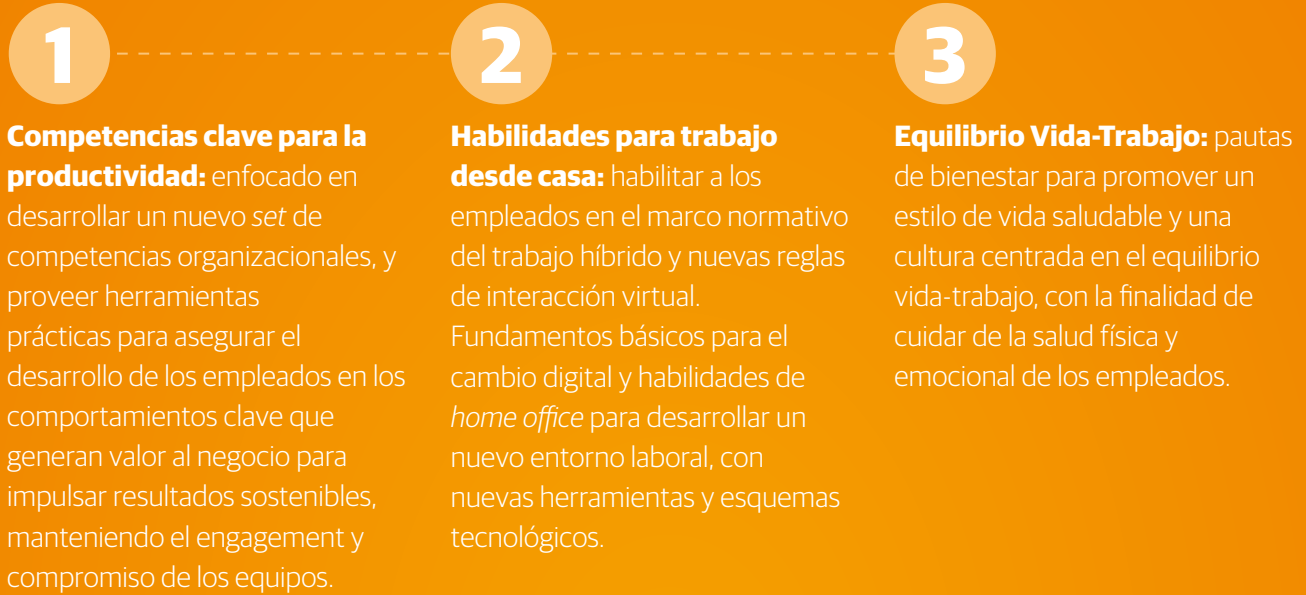 1
Competencias clave para la
productividad: enfocado en
desarrollar un nuevo set de
competencias organizacionales, y
proveer herramientas
prácticas para asegurar el
desarrollo de los empleados en los
comportamientos clave que
generan valor al negocio para
impulsar resultados sostenibles,
manteniendo el engagement y
compromiso de los equipos.
2
Habilidades para trabajo
desde casa: habilitar a los
empleados en el marco normativo
del trabajo híbrido y nuevas reglas
de interacción virtual.
Fundamentos básicos para el
cambio digital y habilidades de
home office para desarrollar un
nuevo entorno laboral, con
nuevas herramientas y esquemas
tecnológicos.
3
Equilibrio Vida-Trabajo: pautas
de bienestar para promover un
estilo de vida saludable y una
cultura centrada en el equilibrio
vida-trabajo, con la finalidad de
cuidar de la salud física y
emocional de los empleados.